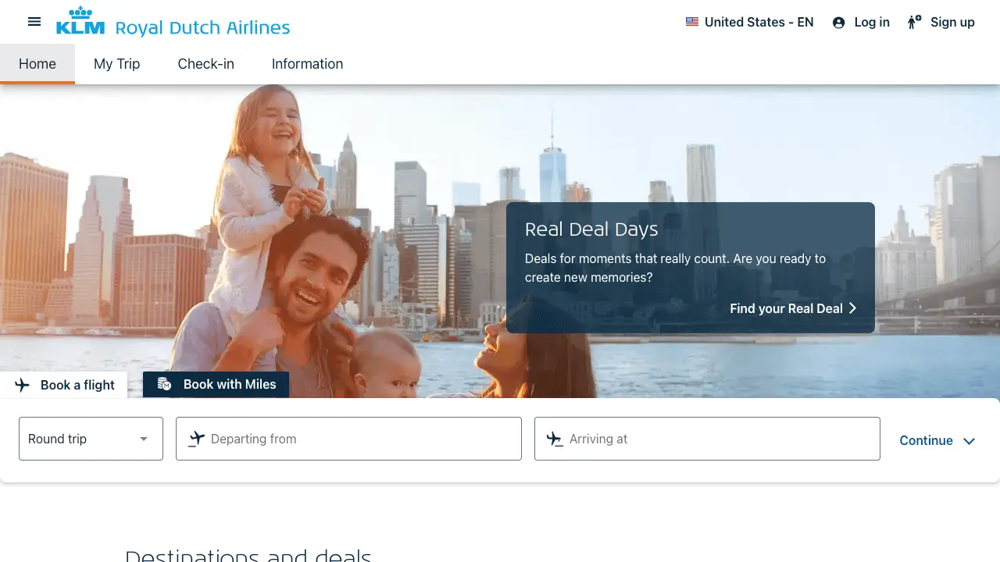 KLM Royal Dutch Airlines
United States - EN
Log in
Sign up
Home
My Trip
Check-in
Information
Real Deal Days
Deals for moments that really count. Are you ready to
create new memories?
Find your Real Deal
Book a flight
Book with Miles
Round trip
Departing from
Arriving at
Continue
Destinations and deals